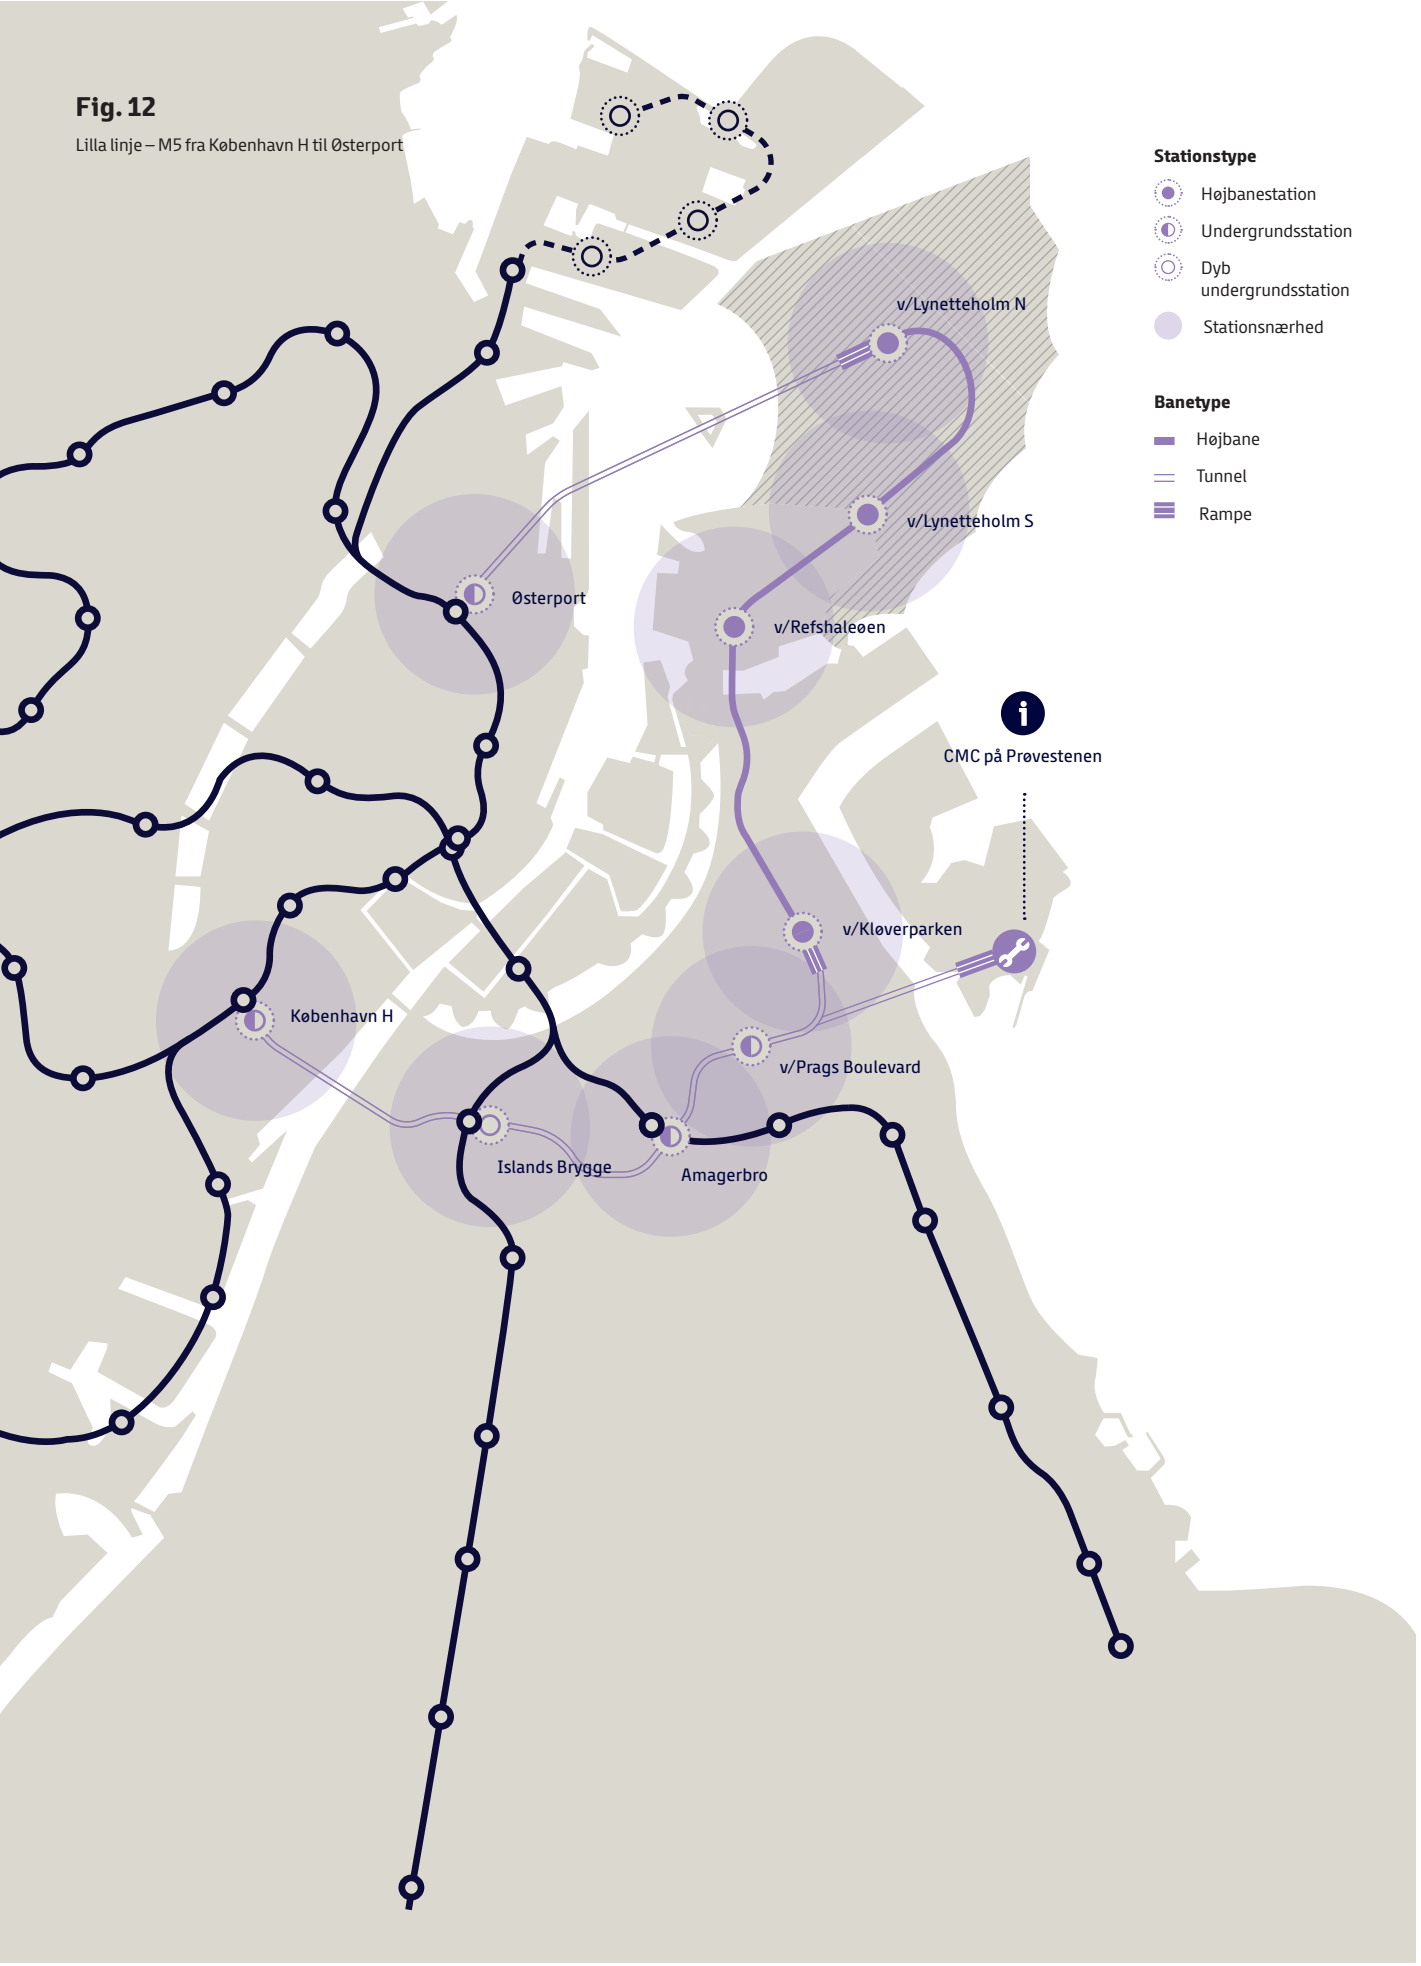 Fig. 12
Lilla linje – M5 fra København H til Østerport
Stationstype
Højbanestation
Undergrundsstation
Dyb
undergrundsstation
Stationsnærhed
Banetype
Højbane
Tunnel
Rampe
v/Lynetteholm N
v/Lynetteholm S
Østerport
v/Refshaleøen
i
CMC på Prøvestenen
v/Kløverparken
København H
v/Prags Boulevard
Islands Brygge
Amagerbro